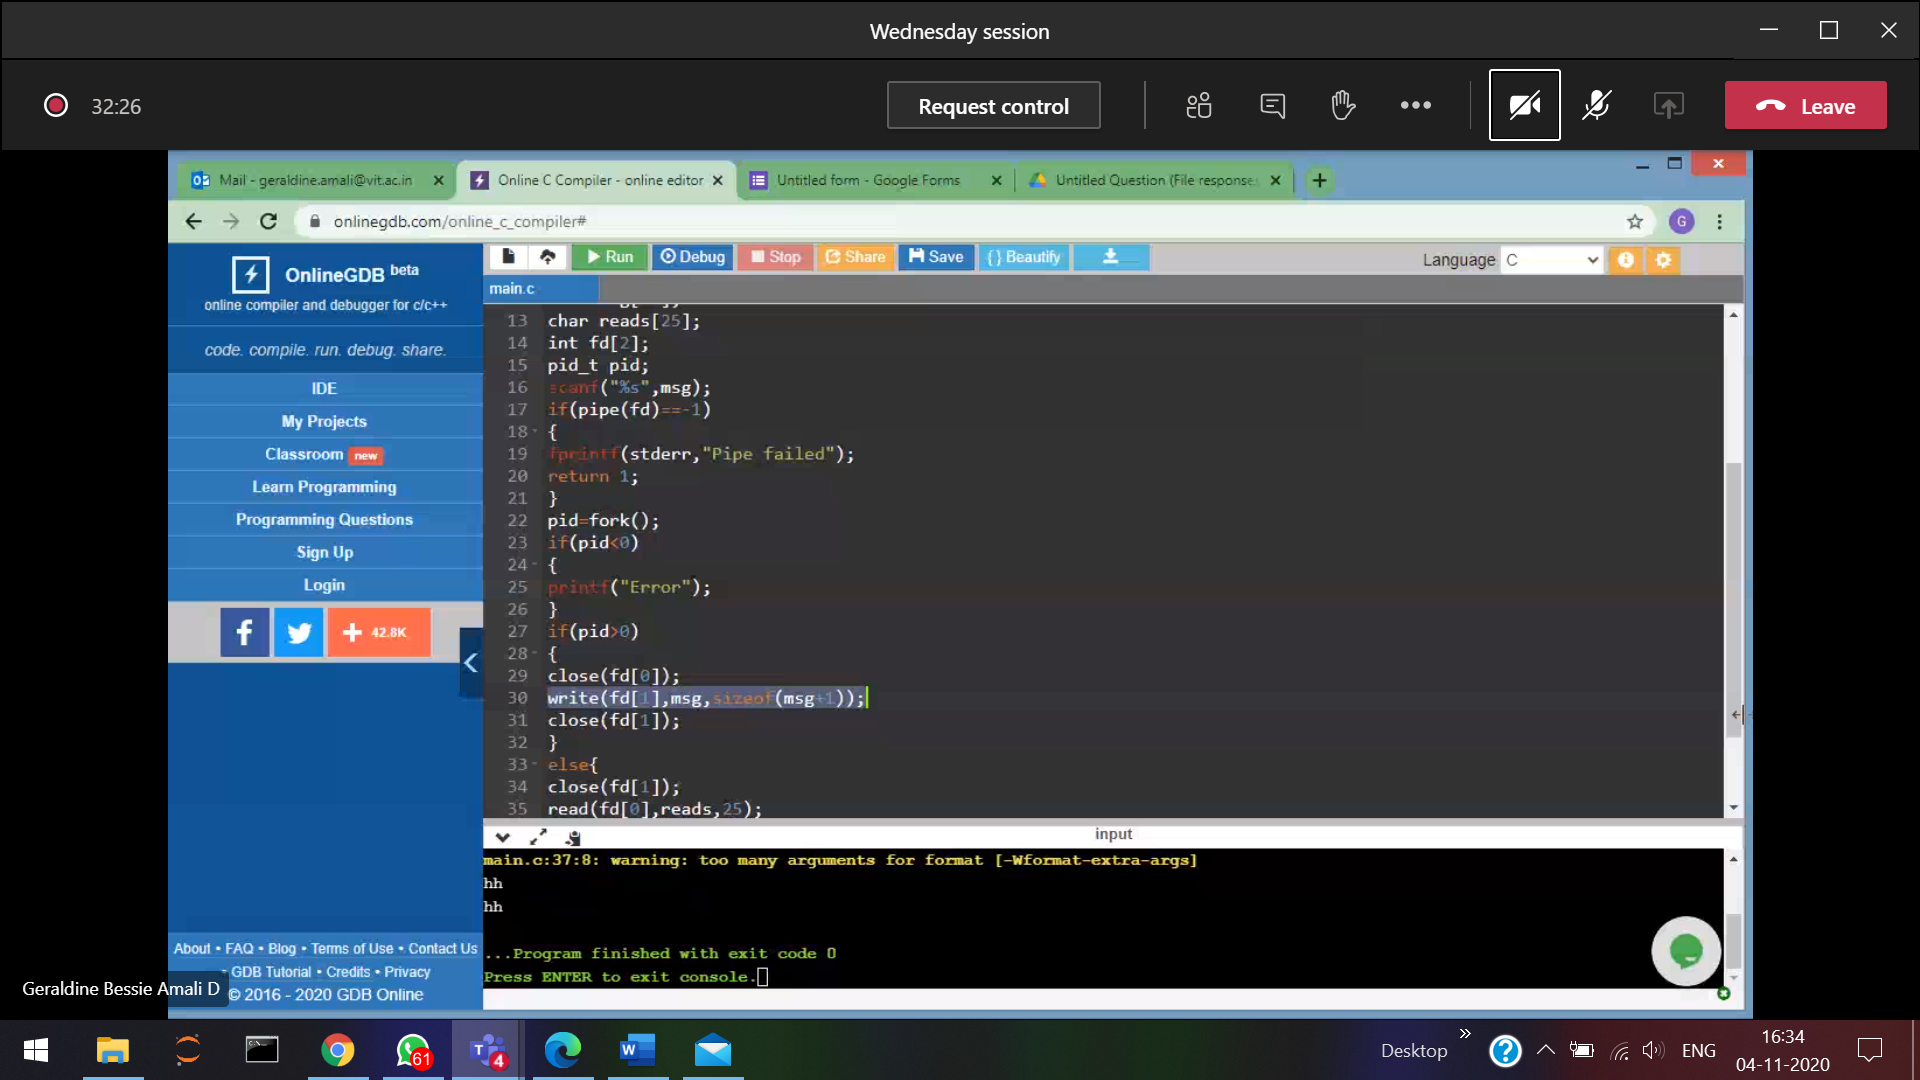 Wednesday session
32:26
Request control
Leave
Mail - geraldine.amali@vit.ac.in
Online C Compiler - online editor
Untitled form - Google Forms
Untitled Question (File response
onlinegdb.com/online_c_compiler#
G
OnlineGDB beta
online compiler and debugger for c/c++
code. compile. run. debug. share.
IDE
My Projects
Classroom new
Learn Programming
Programming Questions
Sign Up
Login
42.8K
About • FAQ • Blog • Terms of Use • Contact Us
• GDB Tutorial • Credits • Privacy
© 2016 - 2020 GDB Online
Geraldine Bessie Amali D
Run
Debug
Stop
Share
Save
{ } Beautify
Language C
main.c
13 char reads[25];
14 int fd[2];
15 pid_t pid;
16 scanf("%s",msg);
17 if(pipe(fd)==-1)
18 {
19 fprintf(stderr,"Pipe failed");
20 return 1;
21 }
22 pid=fork();
23 if(pid<0)
24 {
25 printf("Error");
26 }
27 if(pid>0)
28 {
29 close(fd[0]);
30 write(fd[1],msg,sizeof(msg+1));
31 close(fd[1]);
32 }
33 else{
34 close(fd[1]);
35 read(fd[0],reads,25);
input
main.c:37:8: warning: too many arguments for format [-Wformat-extra-args]
hh
hh
...Program finished with exit code 0
Press ENTER to exit console.
61
4
Desktop
ENG
16:34
04-11-2020